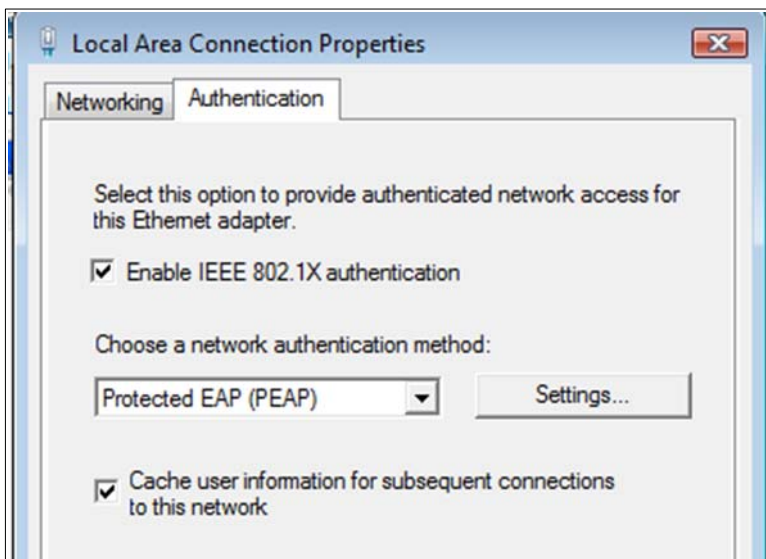 Local Area Connection Properties
Networking
Authentication
Select this option to provide authenticated network access for
this Ethernet adapter.
Enable IEEE 802.1X authentication
Choose a network authentication method:
Protected EAP (PEAP)
Settings...
Cache user information for subsequent connections
to this network